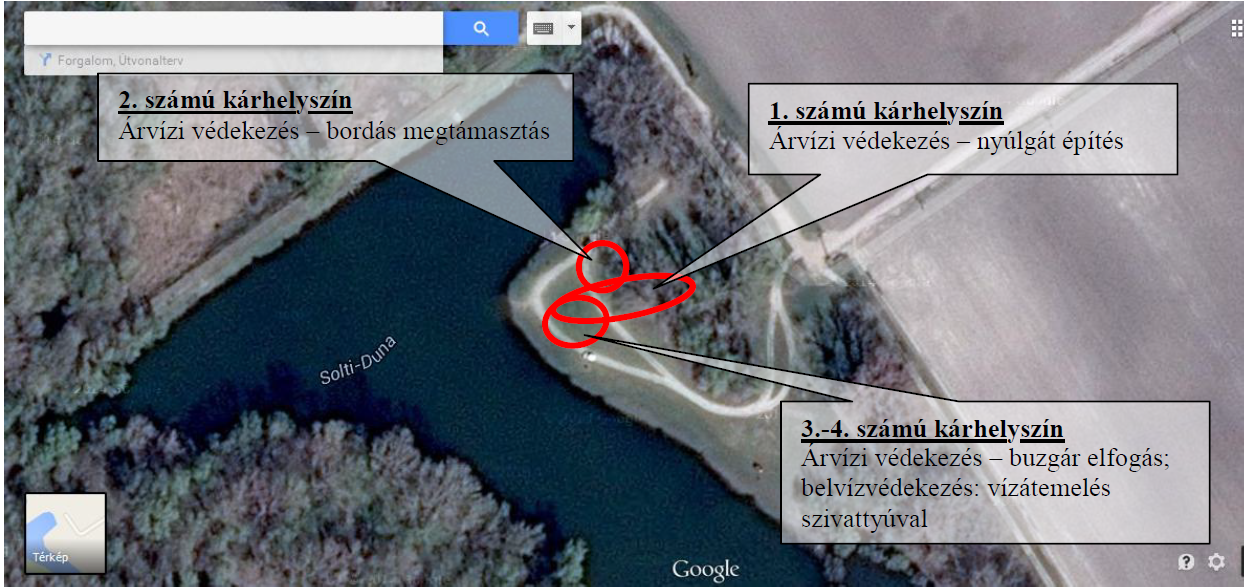 Forgalom, Útvonalterv
2. számú kárhelyszín
Árvízi védekezés – bordás megtámasztás
1. számú kárhelyszín
Árvízi védekezés – nyúlgát építés
Solti-Duna
3.-4. számú kárhelyszín
Árvízi védekezés – buzgár elfogás;
belvízvédekezés: vízátemelés
szivattyúval
Térkép
Google